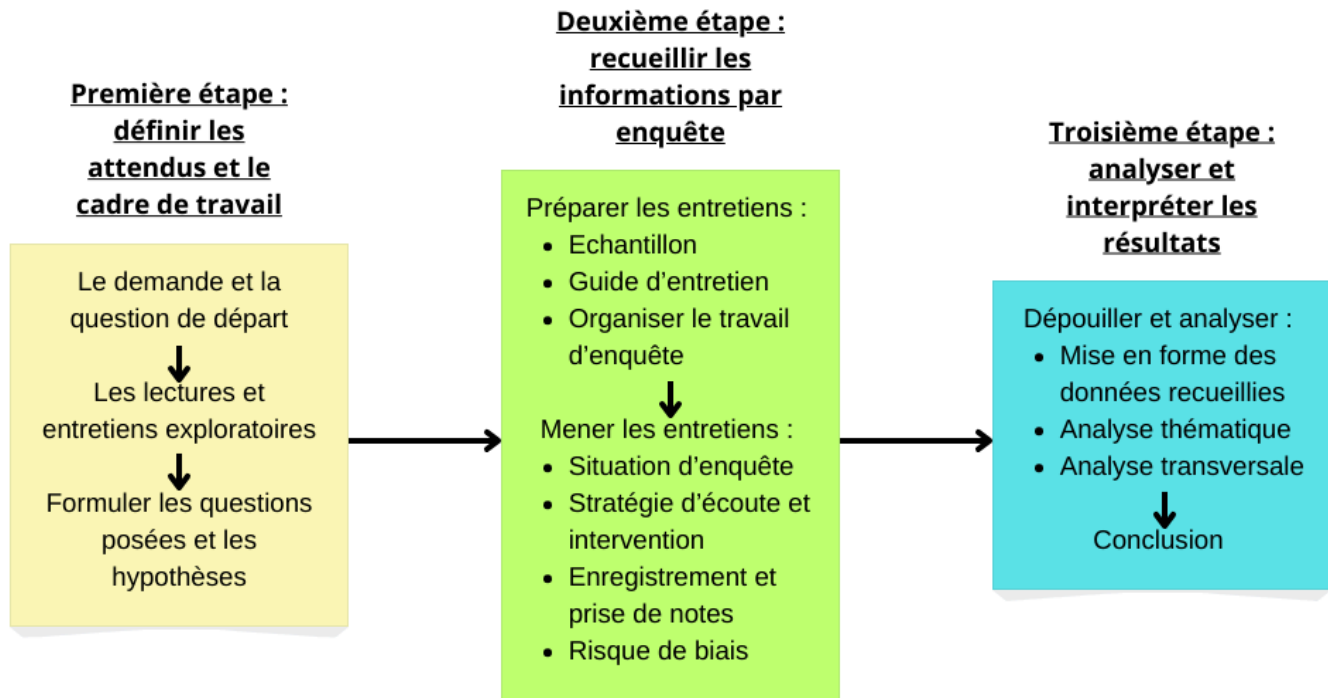 Première étape :
définir les
attendus et le
cadre de travail
Le demande et la
question de départ
Les lectures et
entretiens exploratoires
Formuler les questions
posées et les
hypothèses
Deuxième étape :
recueillir les
informations par
enquête
Préparer les entretiens :
• Echantillon
• Guide d'entretien
• Organiser le travail
d'enquête
Mener les entretiens :
• Situation d'enquête
• Stratégie d'écoute et
intervention
• Enregistrement et
prise de notes
• Risque de biais
Troisième étape :
analyser et
interpréter les
résultats
Dépouiller et analyser :
• Mise en forme des
données recueillies
• Analyse thématique
• Analyse transversale
Conclusion